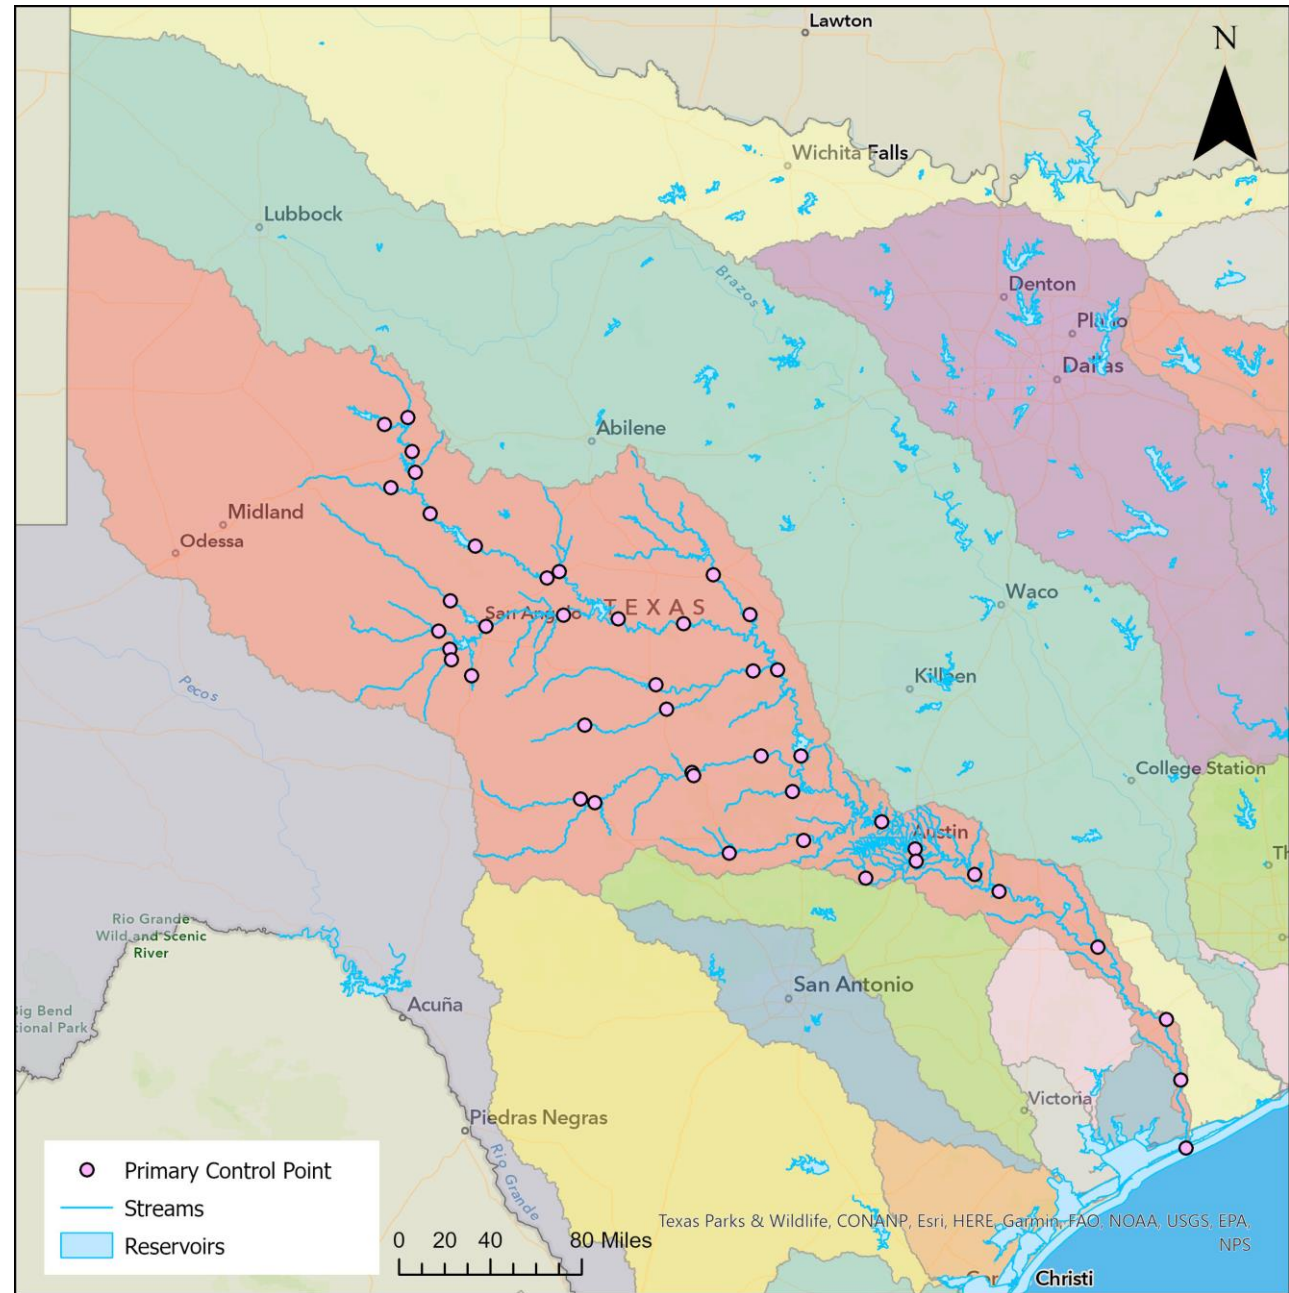 Lawton
N
Wichita Falls
Lubbock
Brazos
Denton
Plano
Dallas
Abilene
Midland
Odessa
Waco
San Angelo
TEXAS
Killeen
Pecos
College Station
Austin
Th
Rio Grande
Wild and Scenic
River
San Antonio
Acuña
Big Bend
tional Park
Victoria
Piedras Negras
Rio Grande
Primary Control Point
Streams
Reservoirs
0 20 40 80 Miles
Texas Parks & Wildlife, CONANP, Esri, HERE, Garmin, FAO, NOAA, USGS, EPA,
NPS
Cor Christi